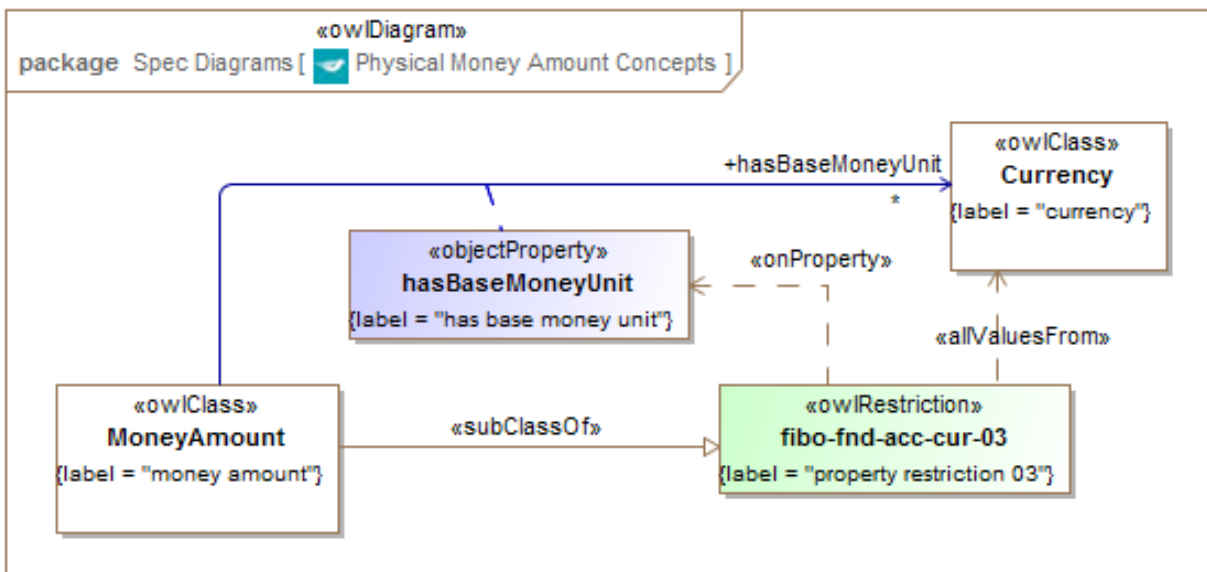 «owlDiagram»
package Spec Diagrams [ Physical Money Amount Concepts ]
«owlClass»
Currency
{label = "currency"}
+hasBaseMoneyUnit
*
«objectProperty»
hasBaseMoneyUnit
{label = "has base money unit"}
«onProperty»
«allValuesFrom»
«owlClass»
MoneyAmount
{label = "money amount"}
«subClassOf»
«owlRestriction»
fibo-fnd-acc-cur-03
{label = "property restriction 03"}